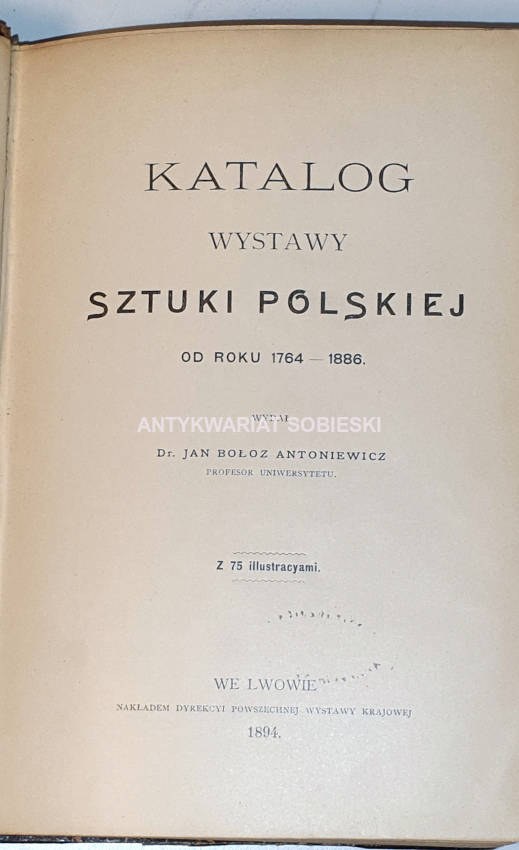 KATALOG
WYSTAWY
SZTUKI POLSKIEJ
OD ROKU 1764 — 1886.
WYDAŁ
ANTYKWARIAT SOBIESKI
Dr. JAN BOŁOZ ANTONIEWICZ
PROFESOR UNIWERSYTETU.
Z 75 illustracyami.
WE LWOWIE
NAKŁADEM DYREKCYI POWSZECHNEJ WYSTAWY KRAJOWEJ
1894.